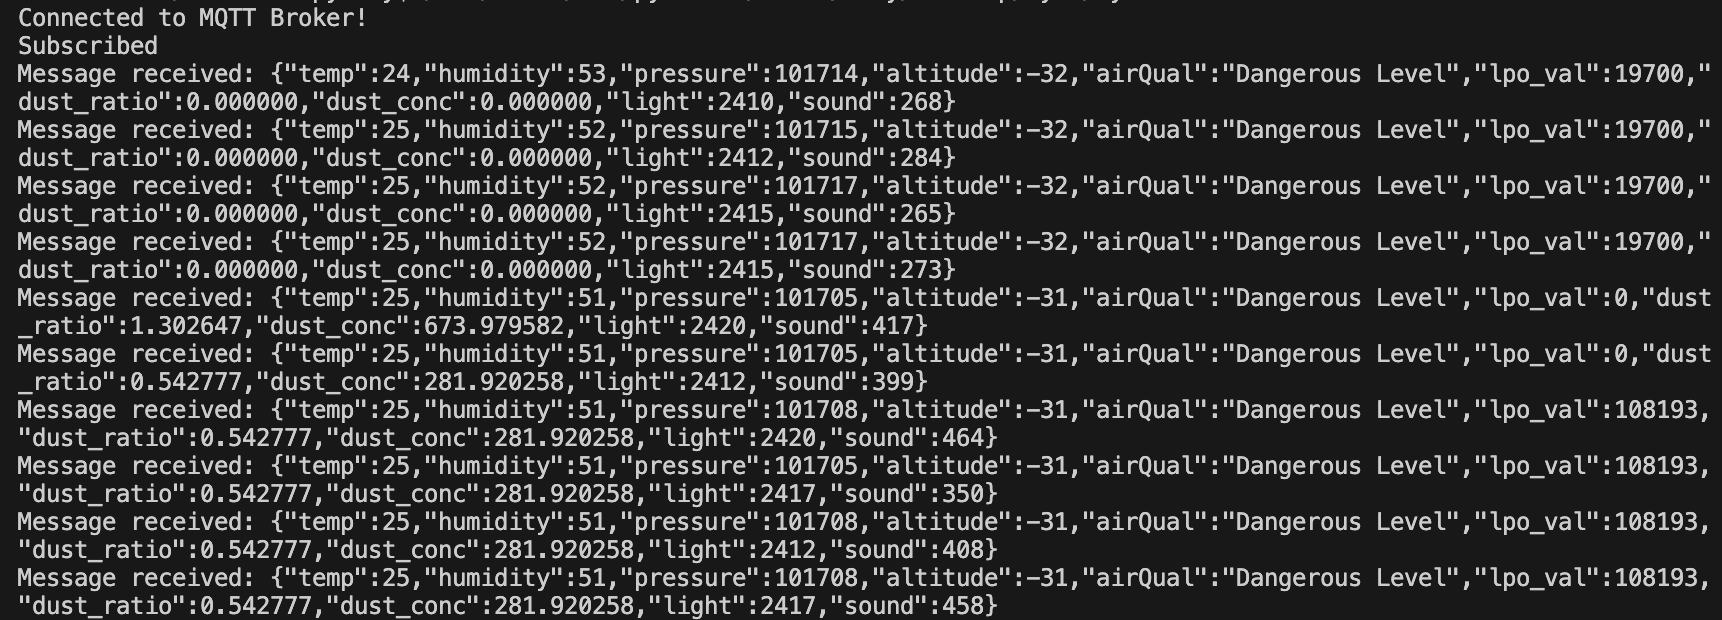 Connected to MQTT Broker!
Subscribed
Message received: {"temp":24,"humidity":53,"pressure":101714,"altitude":-32,"airQual":"Dangerous Level","lpo_val":19700,"
dust_ratio":0.000000,"dust_conc":0.000000,"light":2410,"sound":268}
Message received: {"temp":25,"humidity":52,"pressure":101715,"altitude":-32,"airQual":"Dangerous Level","lpo_val":19700,"
dust_ratio":0.000000,"dust_conc":0.000000,"light":2412,"sound":284}
Message received: {"temp":25,"humidity":52,"pressure":101717,"altitude":-32,"airQual":"Dangerous Level","lpo_val":19700,"
dust_ratio":0.000000,"dust_conc":0.000000,"light":2415,"sound":265}
Message received: {"temp":25,"humidity":52,"pressure":101717,"altitude":-32,"airQual":"Dangerous Level","lpo_val":19700,"
dust_ratio":0.000000,"dust_conc":0.000000,"light":2415,"sound":273}
Message received: {"temp":25,"humidity":51,"pressure":101705,"altitude":-31,"airQual":"Dangerous Level","lpo_val":0,"dust
_ratio":1.302647,"dust_conc":673.979582,"light":2420,"sound":417}
Message received: {"temp":25,"humidity":51,"pressure":101705,"altitude":-31,"airQual":"Dangerous Level","lpo_val":0,"dust
_ratio":0.542777,"dust_conc":281.920258,"light":2412,"sound":399}
Message received: {"temp":25,"humidity":51,"pressure":101708,"altitude":-31,"airQual":"Dangerous Level","lpo_val":108193,
"dust_ratio":0.542777,"dust_conc":281.920258,"light":2420,"sound":464}
Message received: {"temp":25,"humidity":51,"pressure":101705,"altitude":-31,"airQual":"Dangerous Level","lpo_val":108193,
"dust_ratio":0.542777,"dust_conc":281.920258,"light":2417,"sound":350}
Message received: {"temp":25,"humidity":51,"pressure":101708,"altitude":-31,"airQual":"Dangerous Level","lpo_val":108193,
"dust_ratio":0.542777,"dust_conc":281.920258,"light":2412,"sound":408}
Message received: {"temp":25,"humidity":51,"pressure":101708,"altitude":-31,"airQual":"Dangerous Level","lpo_val":108193,
"dust_ratio":0.542777,"dust_conc":281.920258,"light":2417,"sound":458}